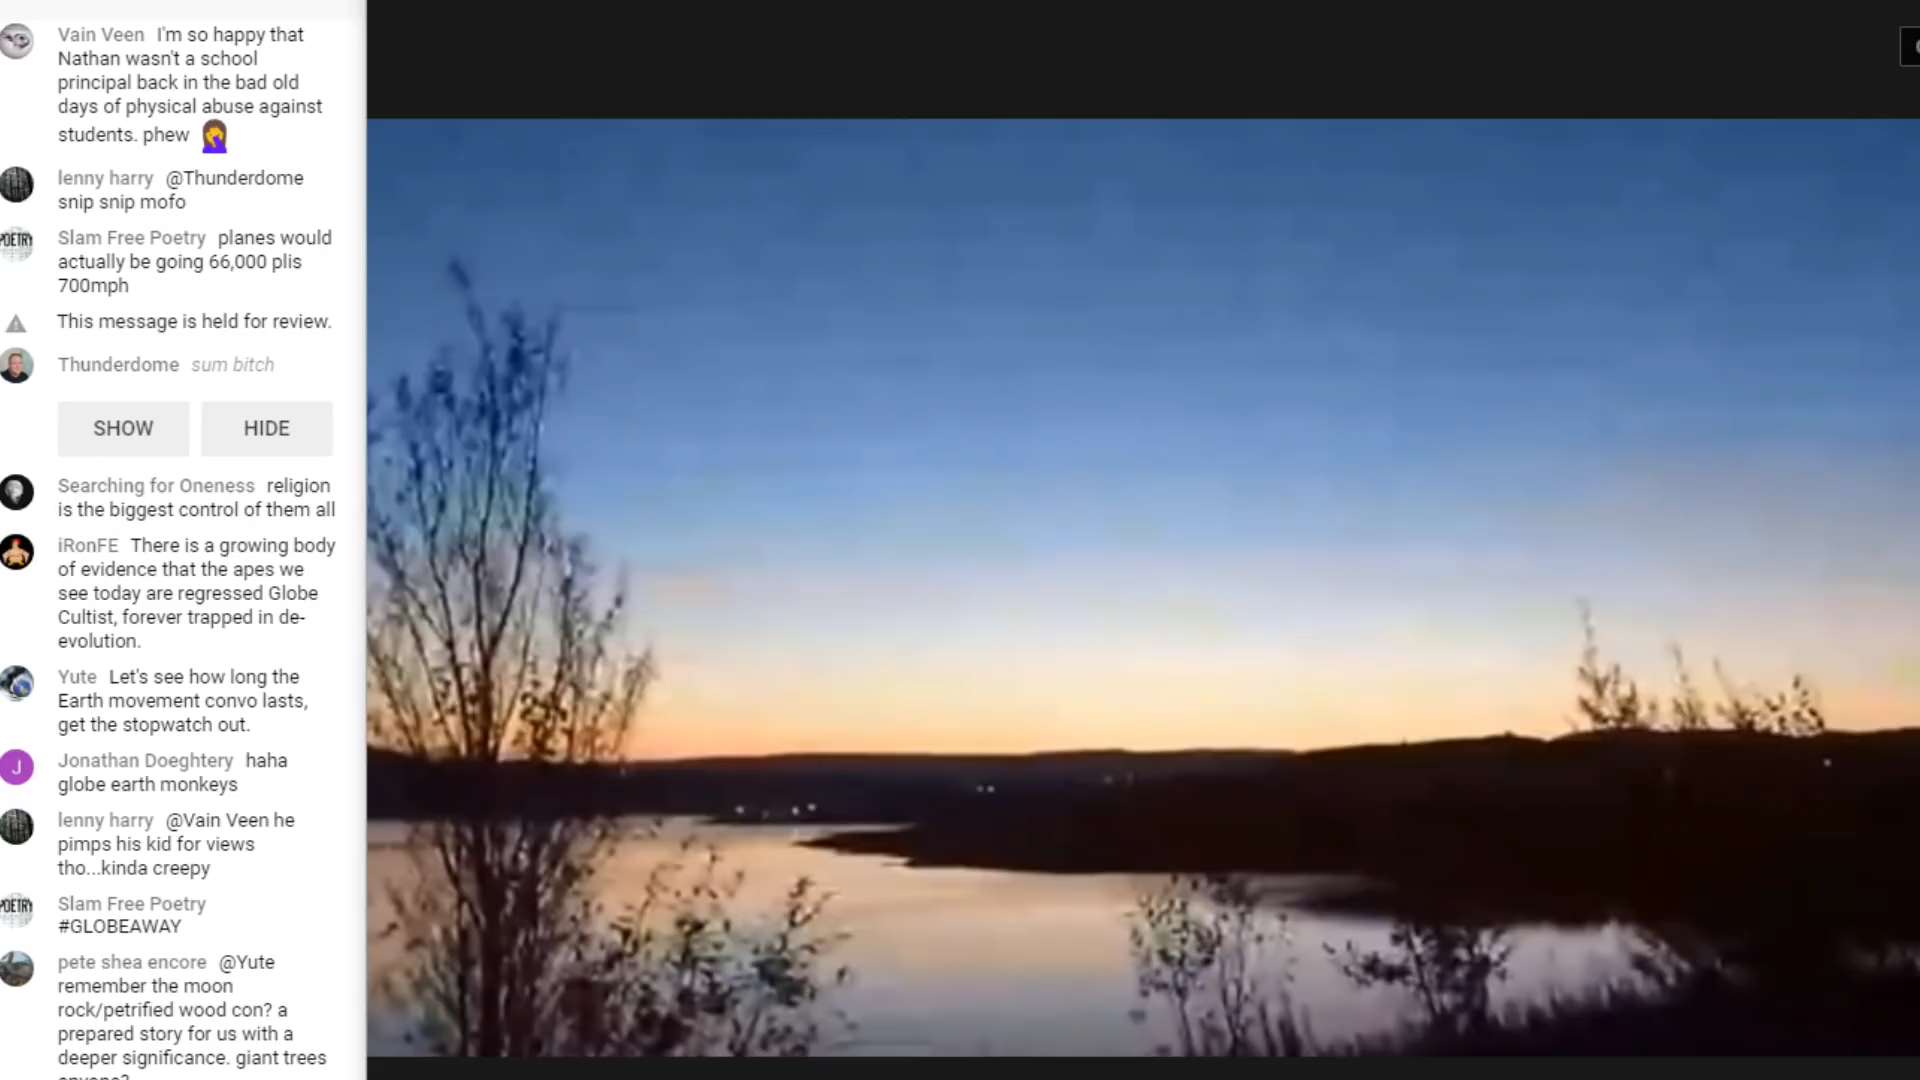 Vain Veen I'm so happy that
Nathan wasn't a school
principal back in the bad old
days of physical abuse against
students. phew
lenny harry @Thunderdome
snip snip mofo
POETRY
Slam Free Poetry planes would
actually be going 66,000 plis
700mph
This message is held for review.
Thunderdome sum bitch
SHOW HIDE
Searching for Oneness religion
is the biggest control of them all
iRonFE There is a growing body
of evidence that the apes we
see today are regressed Globe
Cultist, forever trapped in de-
evolution.
Yute Let's see how long the
Earth movement convo lasts,
get the stopwatch out.
J
Jonathan Doeghtery haha
globe earth monkeys
lenny harry @Vain Veen he
pimps his kid for views
tho...kinda creepy
POETRY
Slam Free Poetry
#GLOBEAWAY
pete shea encore @Yute
remember the moon
rock/petrified wood con? a
prepared story for us with a
deeper significance. giant trees